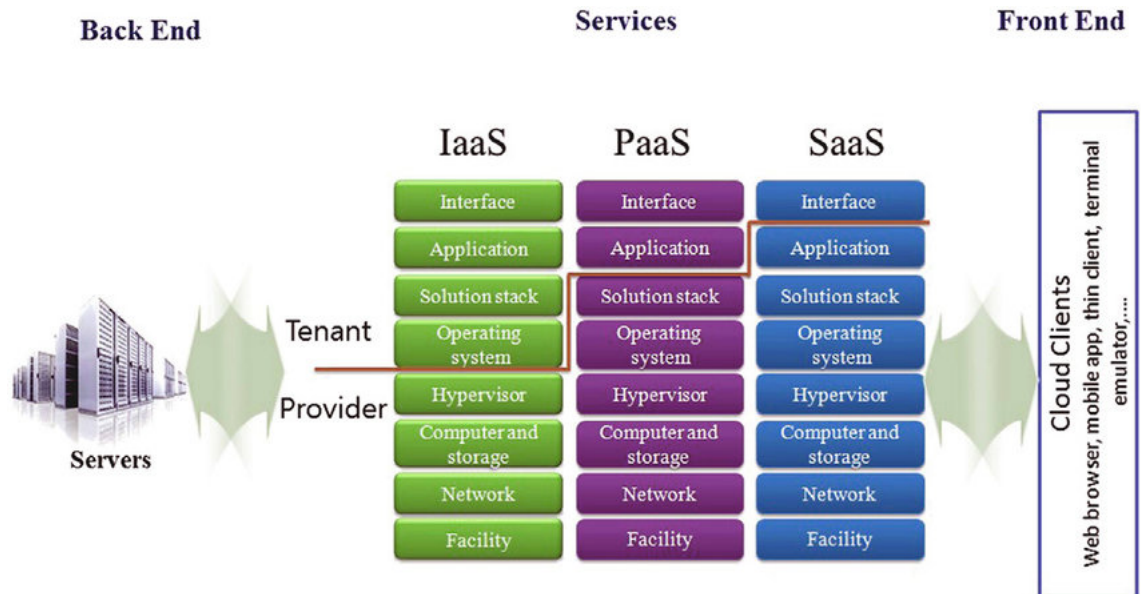 Back End
Services
Front End
IaaS
PaaS
SaaS
Interface
Application
Solution stack
Operating
system
Hypervisor
Computer and
storage
Network
Facility
Interface
Application
Solution stack
Operating
system
Hypervisor
Computer and
storage
Network
Facility
Interface
Application
Solution stack
Operating
system
Hypervisor
Computer and
storage
Network
Facility
Tenant
Provider
Servers
Cloud Clients
Web browser, mobile app, thin client, terminal
emulator,....